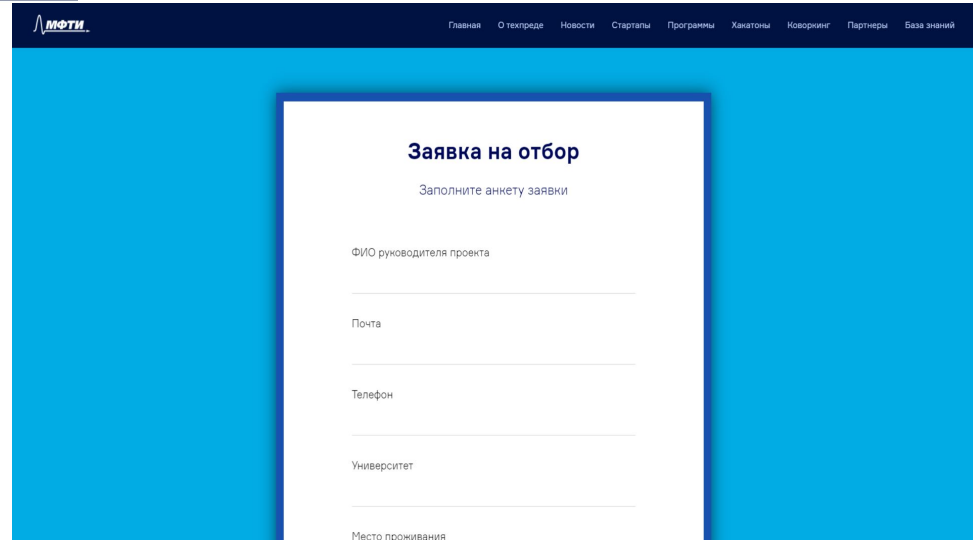 МФТИ
Главная О техпреде Новости Стартапы Программы Хакатоны Коворкинг Партнеры База знаний
Заявка на отбор
Заполните анкету заявки
ФИО руководителя проекта
Почта
Телефон
Университет
Место проживания